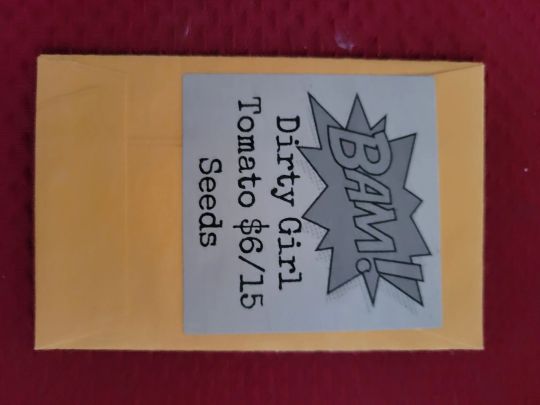 BAM!
Dirty Girl
Tomato $6/15
Seeds